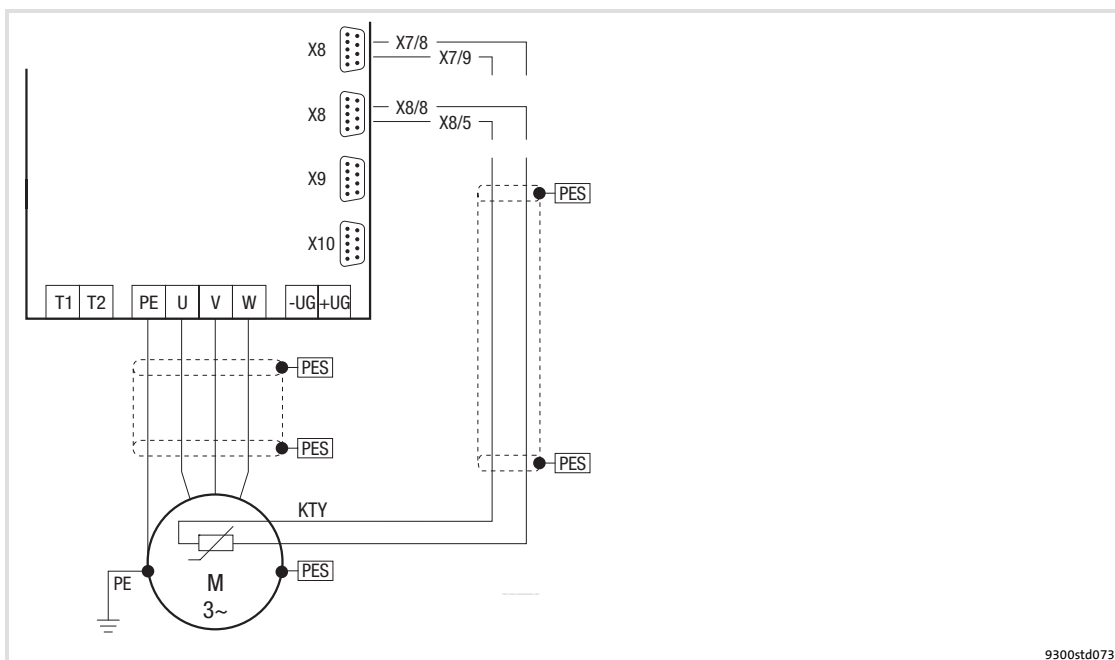 X8 X7/8
X7/9
X8 X8/8
X8/5
X9
PES
X10
T1 T2 PE U V W -UG +UG
PES
PES
PES
KTY
PE
M
3~
PES
9300std073